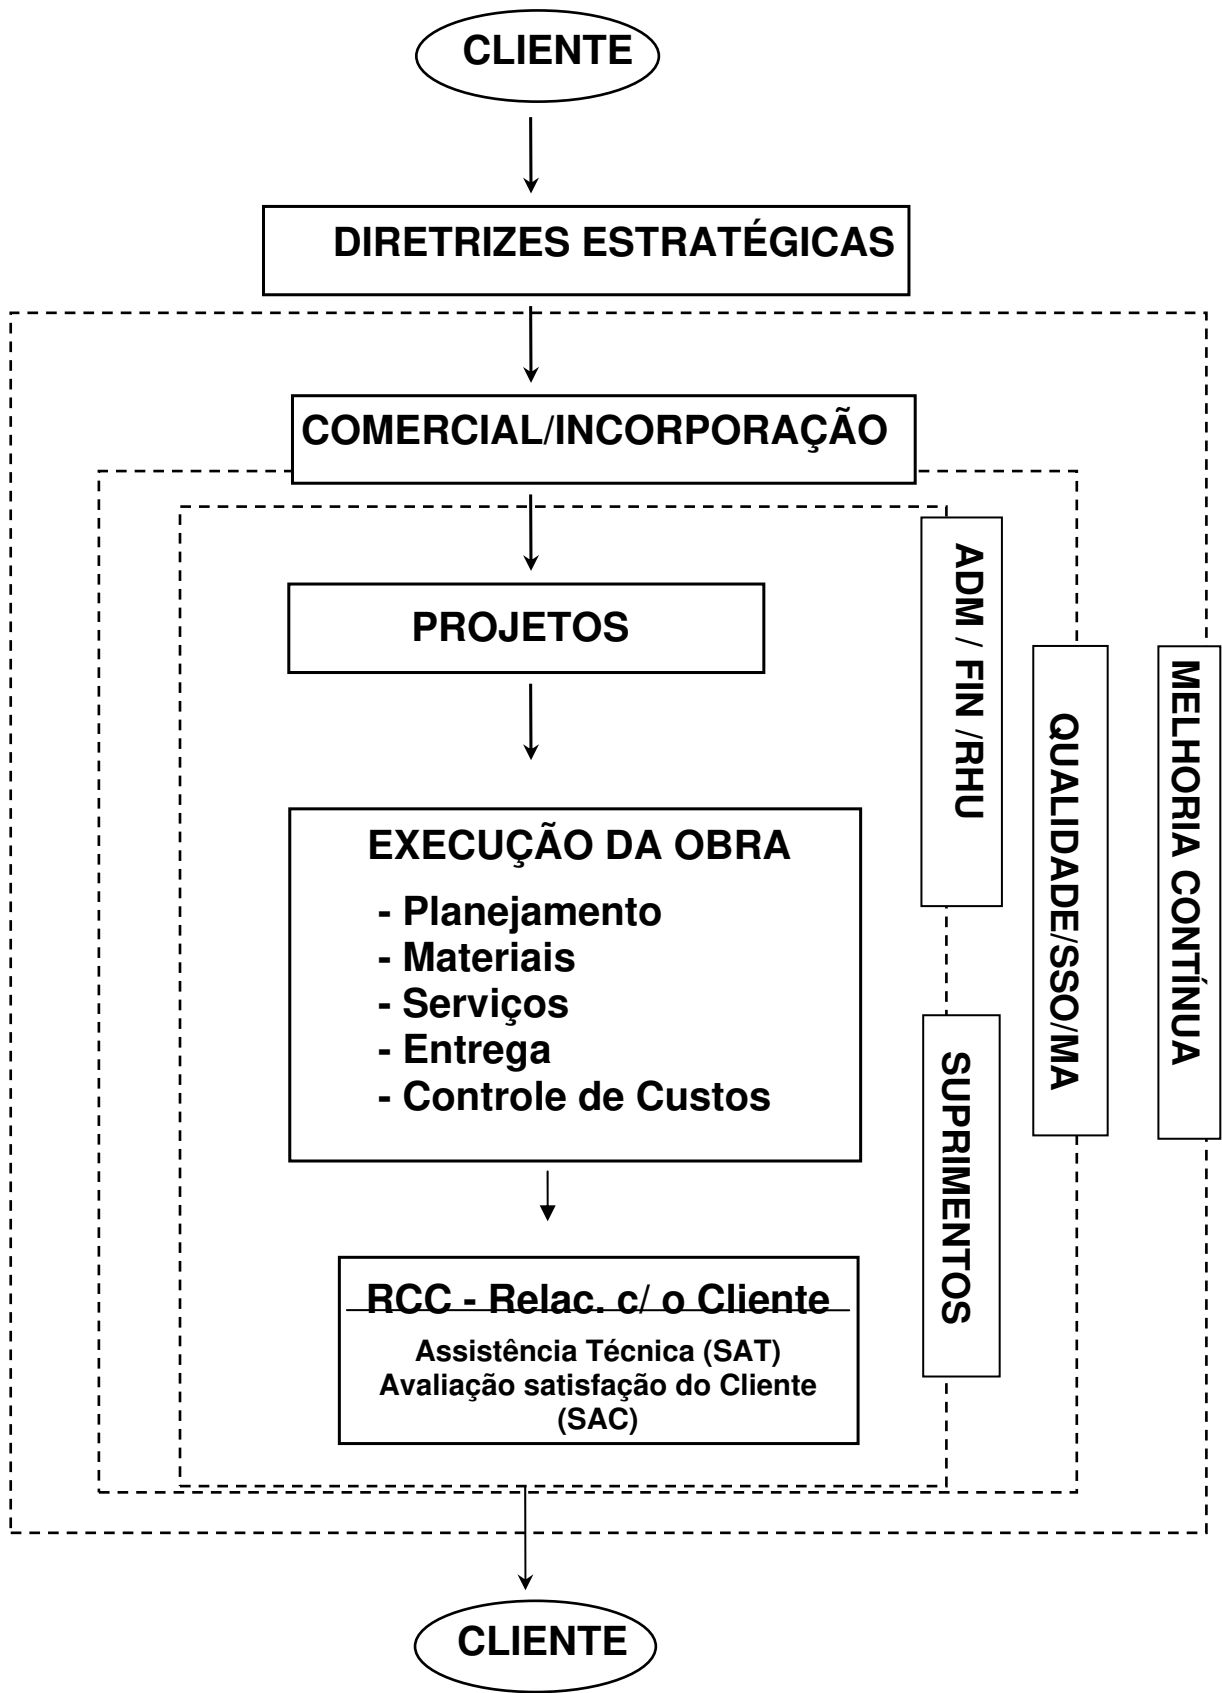 CLIENTE
DIRETRIZES ESTRATÉGICAS
COMERCIAL/INCORPORAÇÃO
PROJETOS
EXECUÇÃO DA OBRA
- Planejamento
- Materiais
- Serviços
- Entrega
- Controle de Custos
RCC - Relac. c/ o Cliente
Assistência Técnica (SAT)
Avaliação satisfação do Cliente
(SAC)
ADM / FIN /RHU
SUPRIMENTOS
QUALIDADE/SSO/MA
MELHORIA CONTÍNUA
CLIENTE